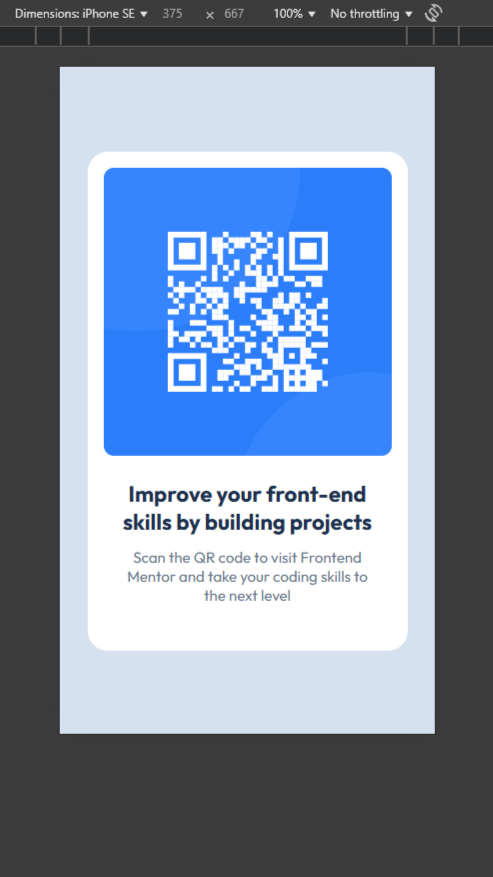 Dimensions: iPhone SE 375 × 667 100% No throttling
Improve your front-end
skills by building projects
Scan the QR code to visit Frontend
Mentor and take your coding skills to
the next level